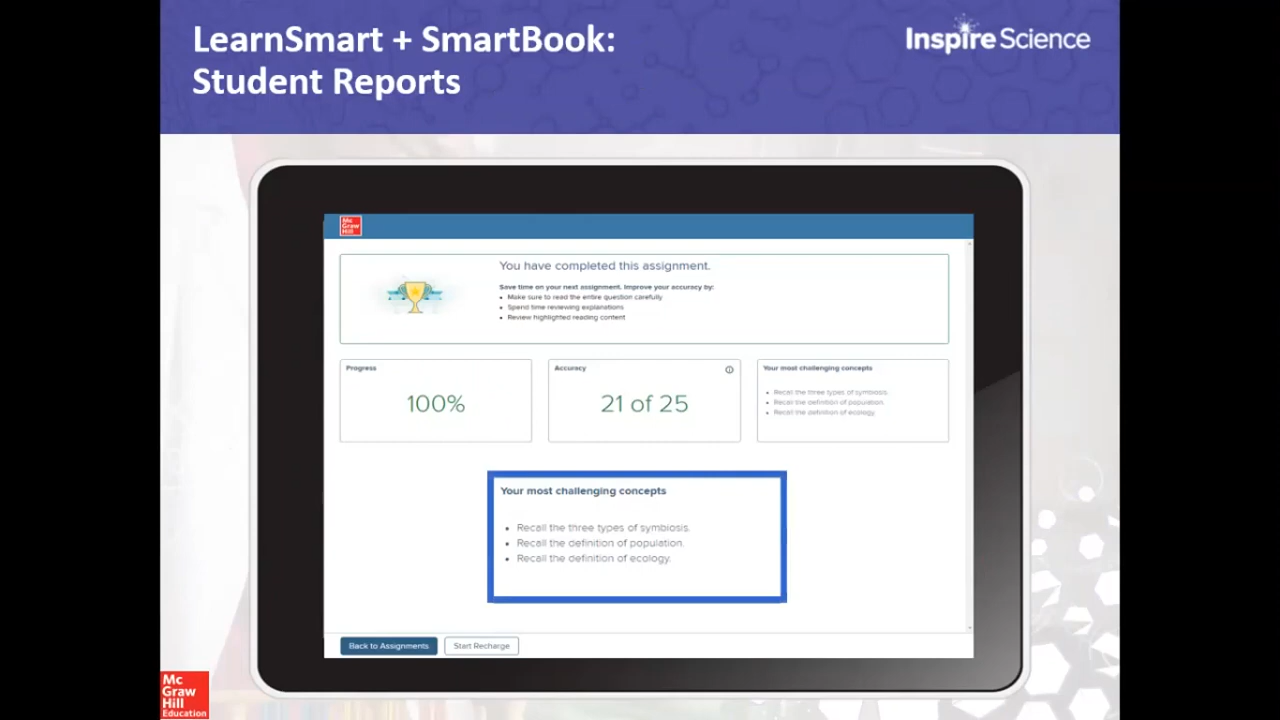 LearnSmart + SmartBook:
Student Reports
Inspire Science
Mc
Graw
Hill
You have completed this assignment.
Save time on your next assignment. Improve your accuracy by:
• Make sure to read the entire question carefully
• Spend time reviewing explanations
• Review highlighted reading content
Progress
100%
Accuracy
21 of 25
Your most challenging concepts
• Recall the three types of symbiosis.
• Recall the definition of population.
• Recall the definition of ecology.
Your most challenging concepts
• Recall the three types of symbiosis.
• Recall the definition of population.
• Recall the definition of ecology.
Back to Assignments
Start Recharge
Mc
Graw
Hill
Education